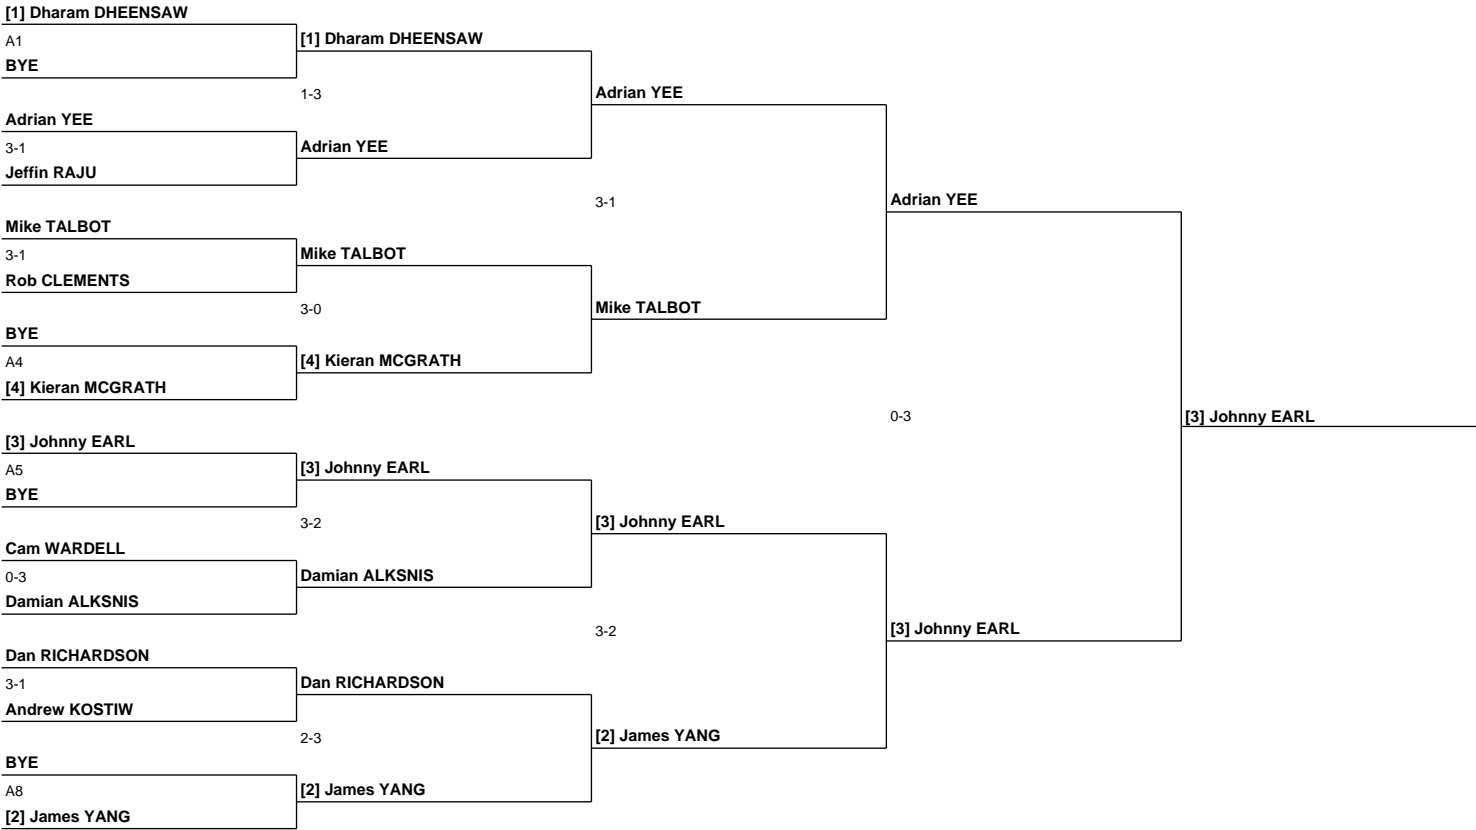 [1] Dharam DHEENSAW
A1
BYE
[1] Dharam DHEENSAW
1-3
Adrian YEE
Adrian YEE
3-1
Jeffin RAJU
Adrian YEE
3-1
Adrian YEE
Mike TALBOT
3-1
Rob CLEMENTS
Mike TALBOT
3-0
Mike TALBOT
BYE
A4
[4] Kieran MCGRATH
[4] Kieran MCGRATH
0-3
[3] Johnny EARL
[3] Johnny EARL
A5
BYE
[3] Johnny EARL
3-2
[3] Johnny EARL
Cam WARDELL
0-3
Damian ALKSNIS
Damian ALKSNIS
3-2
[3] Johnny EARL
Dan RICHARDSON
3-1
Andrew KOSTIW
Dan RICHARDSON
2-3
[2] James YANG
BYE
A8
[2] James YANG
[2] James YANG